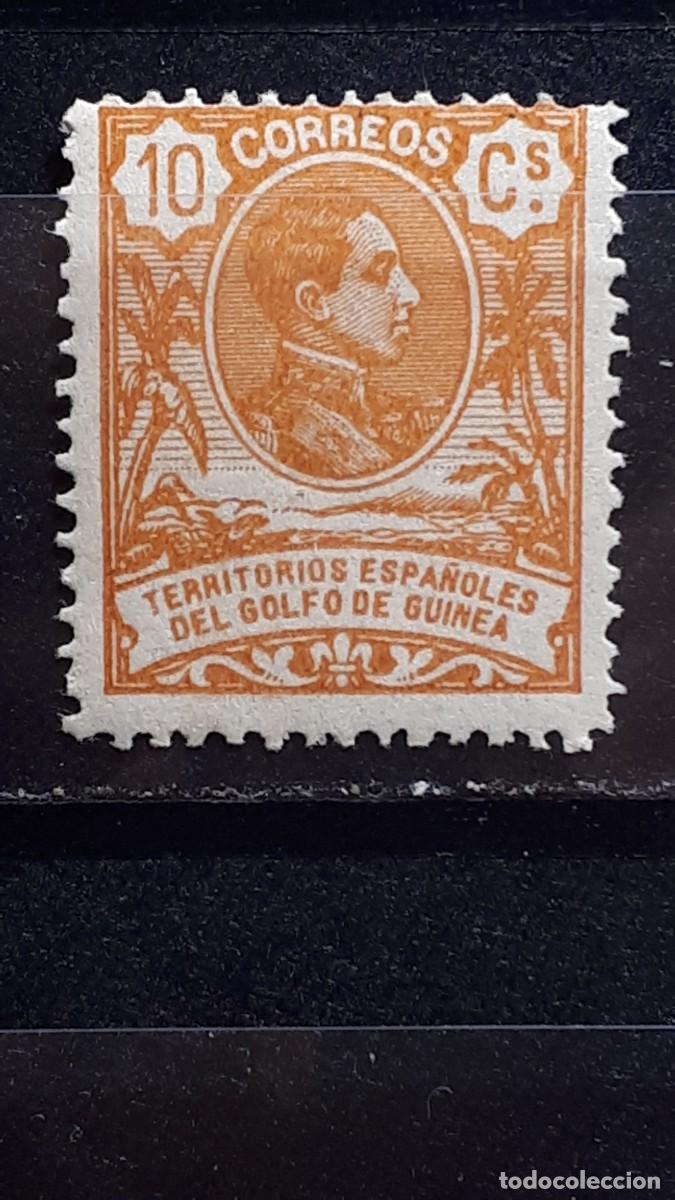 10 CORREOS Cs.
TERRITORIOS ESPAÑOLES
DEL GOLFO DE GUINEA
todocoleccion